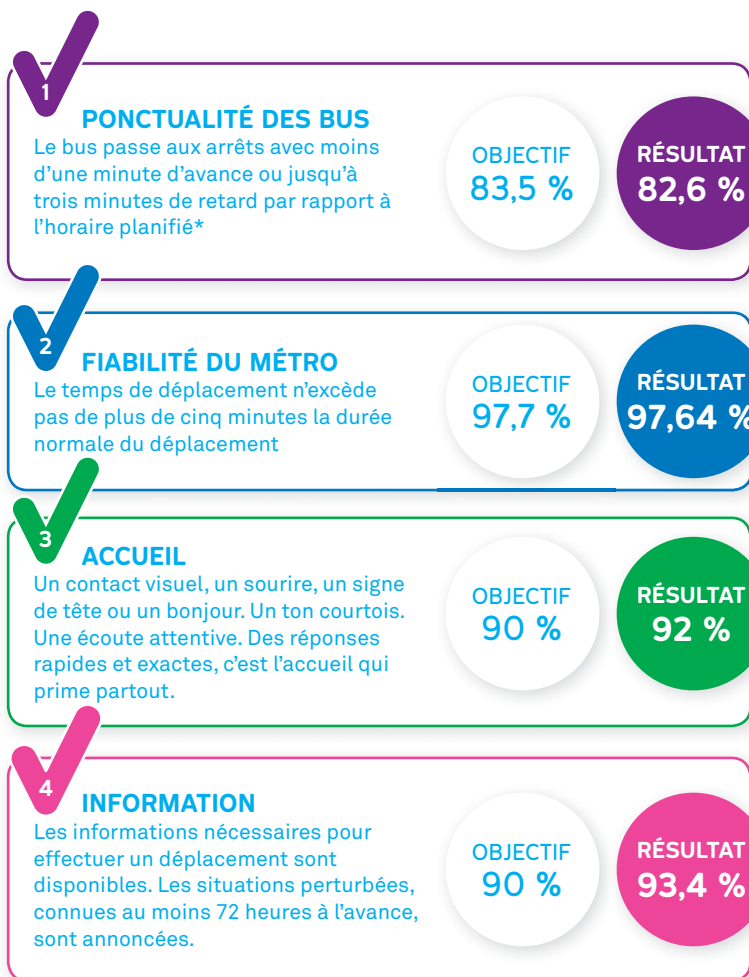 1
PONCTUALITÉ DES BUS
Le bus passe aux arrêts avec moins
d’une minute d’avance ou jusqu’à
trois minutes de retard par rapport à
l’horaire planifié*
OBJECTIF
83,5 %
RÉSULTAT
82,6 %
2
FIABILITÉ DU MÉTRO
Le temps de déplacement n’excède
pas de plus de cinq minutes la durée
normale du déplacement
OBJECTIF
97,7 %
RÉSULTAT
97,64 %
3
ACCUEIL
Un contact visuel, un sourire, un signe
de tête ou un bonjour. Un ton courtois.
Une écoute attentive. Des réponses
rapides et exactes, c’est l’accueil qui
prime partout.
OBJECTIF
90 %
RÉSULTAT
92 %
4
INFORMATION
Les informations nécessaires pour
effectuer un déplacement sont
disponibles. Les situations perturbées,
connues au moins 72 heures à l’avance,
sont annoncées.
OBJECTIF
90 %
RÉSULTAT
93,4 %